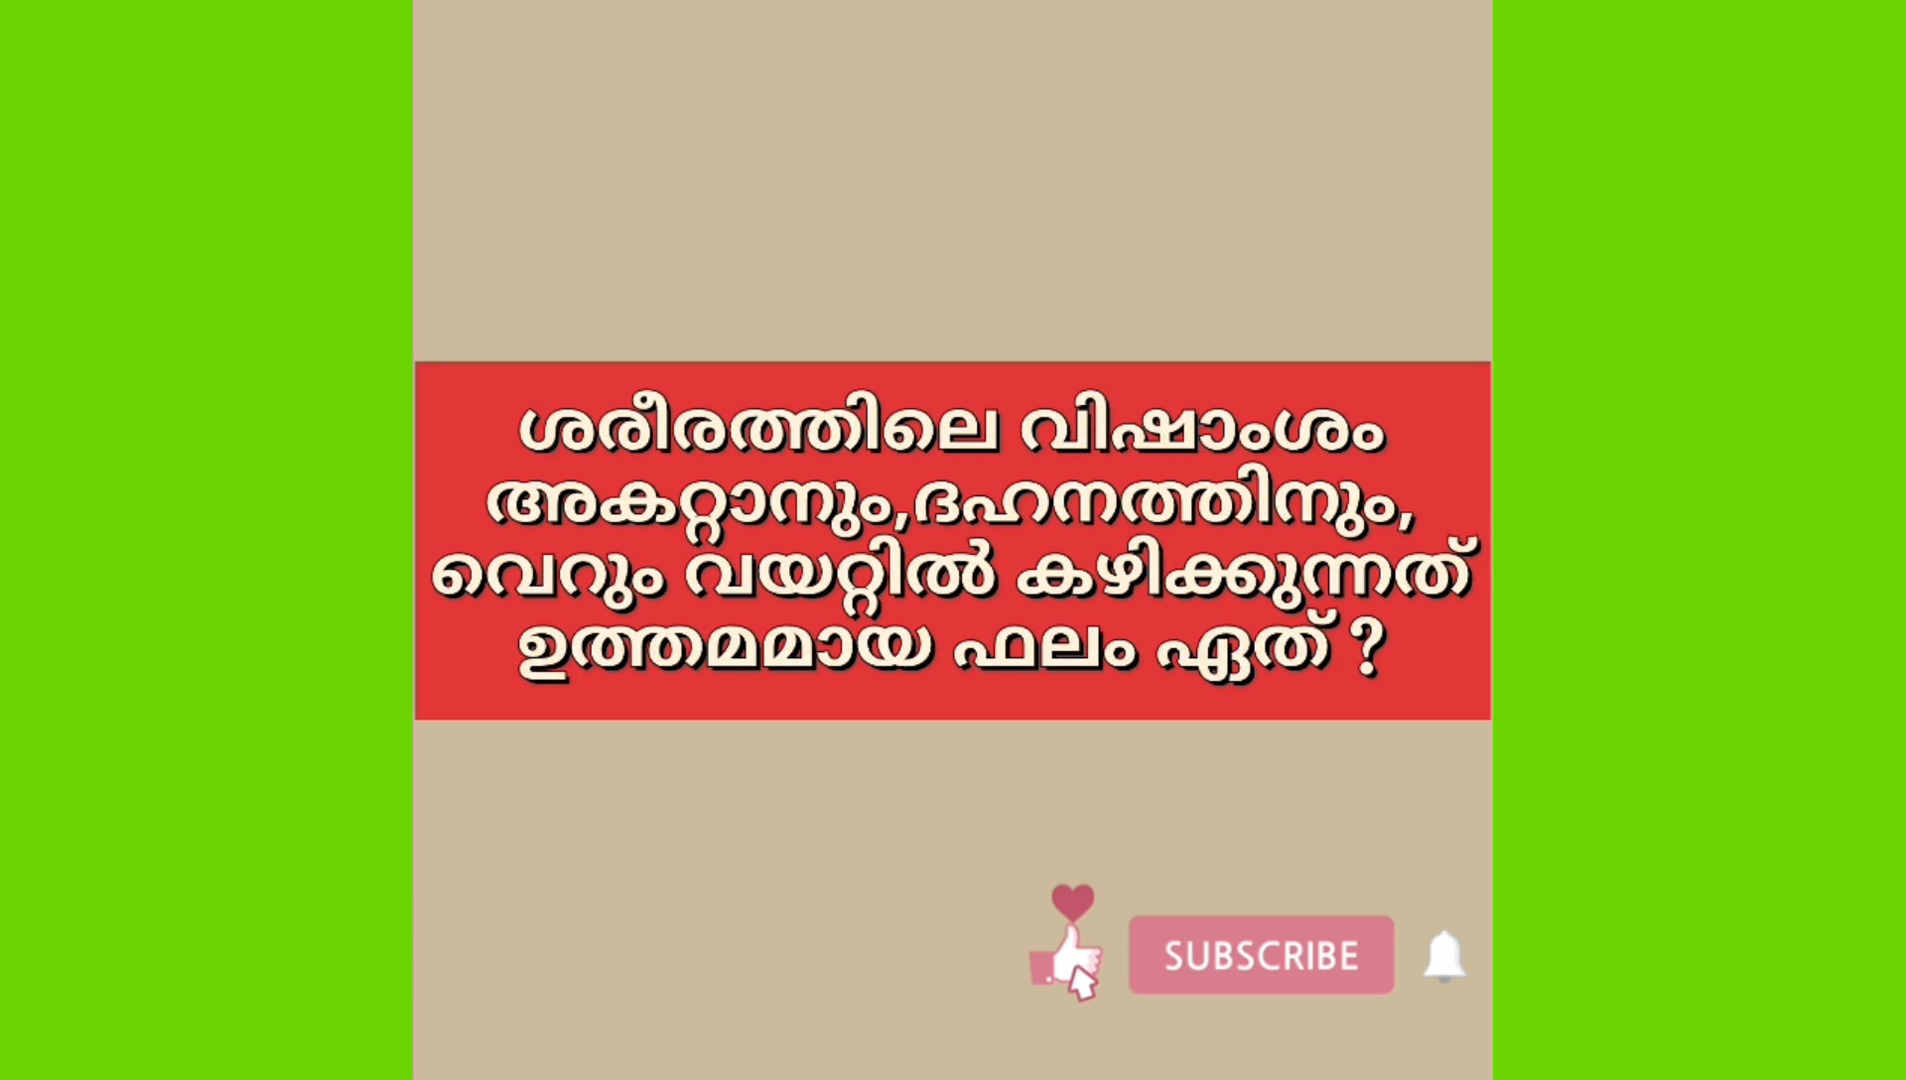 ശരീരത്തിലെ വിഷാംശം
അകറ്റാനും,ദഹനത്തിനും,
വെറും വയറ്റിൽ കഴിക്കുന്നത്
ഉത്തമമായ ഫലം ഏത് ?
SUBSCRIBE